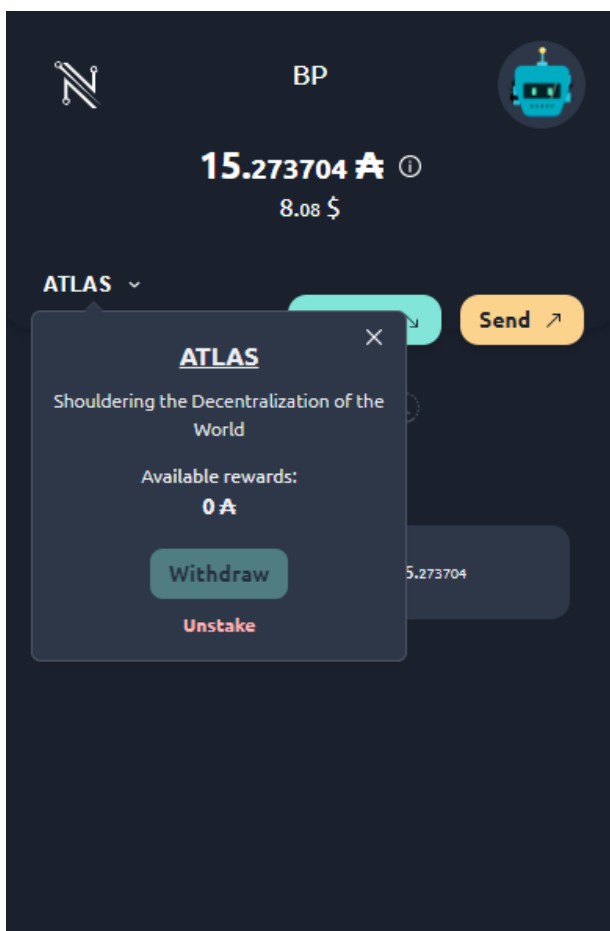 BP
15.273704 ₳
8.08 $
ATLAS
Send
ATLAS
Shouldering the Decentralization of the
World
Available rewards:
0 ₳
5.273704
Withdraw
Unstake